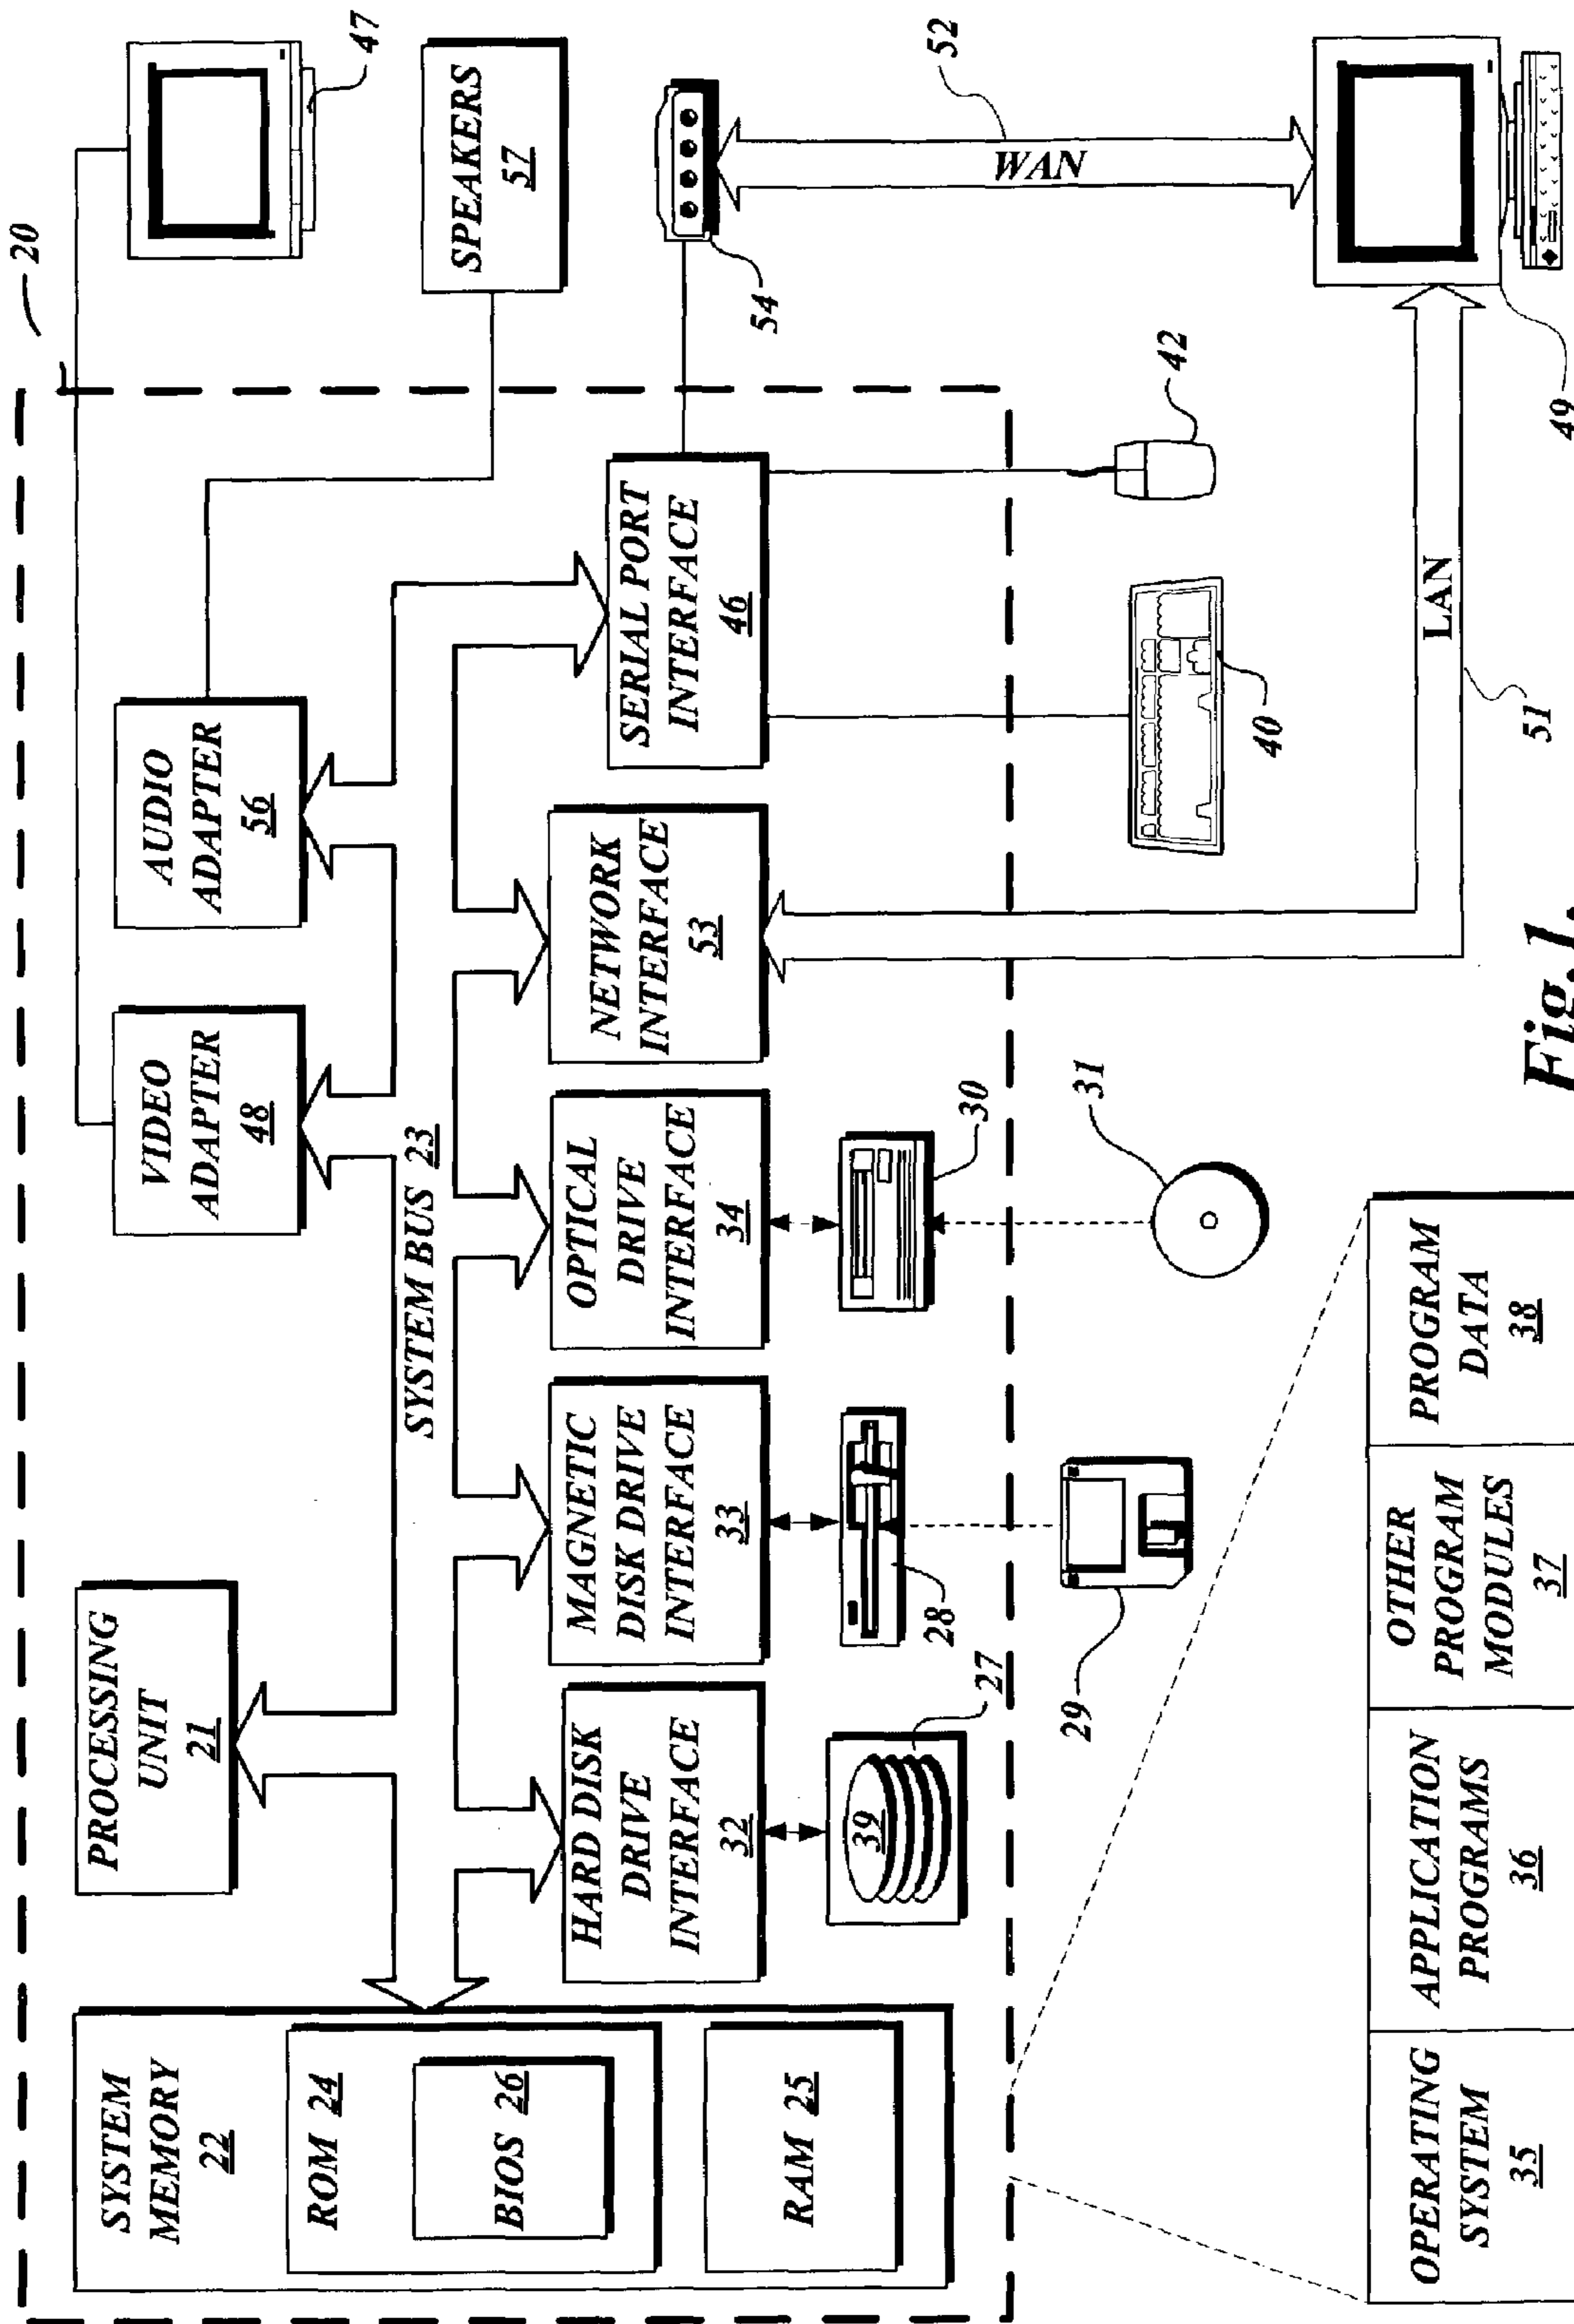 20
SYSTEM
MEMORY
22
ROM 24
BIOS 26
RAM 25
PROCESSING
UNIT
21
VIDEO
ADAPTER
48
AUDIO
ADAPTER
56
47
SYSTEM BUS 23
SPEAKERS
57
HARD DISK
DRIVE
INTERFACE
32
MAGNETIC
DISK DRIVE
INTERFACE
33
OPTICAL
DRIVE
INTERFACE
34
NETWORK
INTERFACE
53
SERIAL PORT
INTERFACE
46
54
39
27
28
30
29
31
40
42
WAN
52
LAN
51
49
OPERATING
SYSTEM
35
APPLICATION
PROGRAMS
36
OTHER
PROGRAM
MODULES
37
PROGRAM
DATA
38
Fig.1.